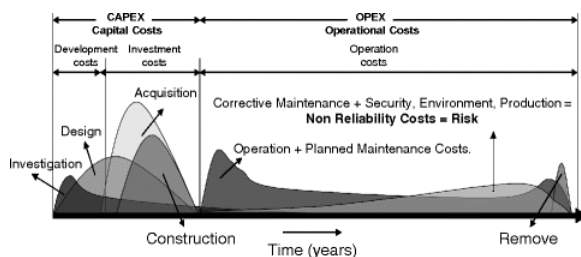 CAPEX
Capital Costs
OPEX
Operational Costs
Development
costs
Investment
costs
Operation
costs
Acquisition
Corrective Maintenance + Security, Environment, Production =
Non Reliability Costs = Risk
Design
Operation + Planned Maintenance Costs.
Investigation
Construction
Time (years)
Remove